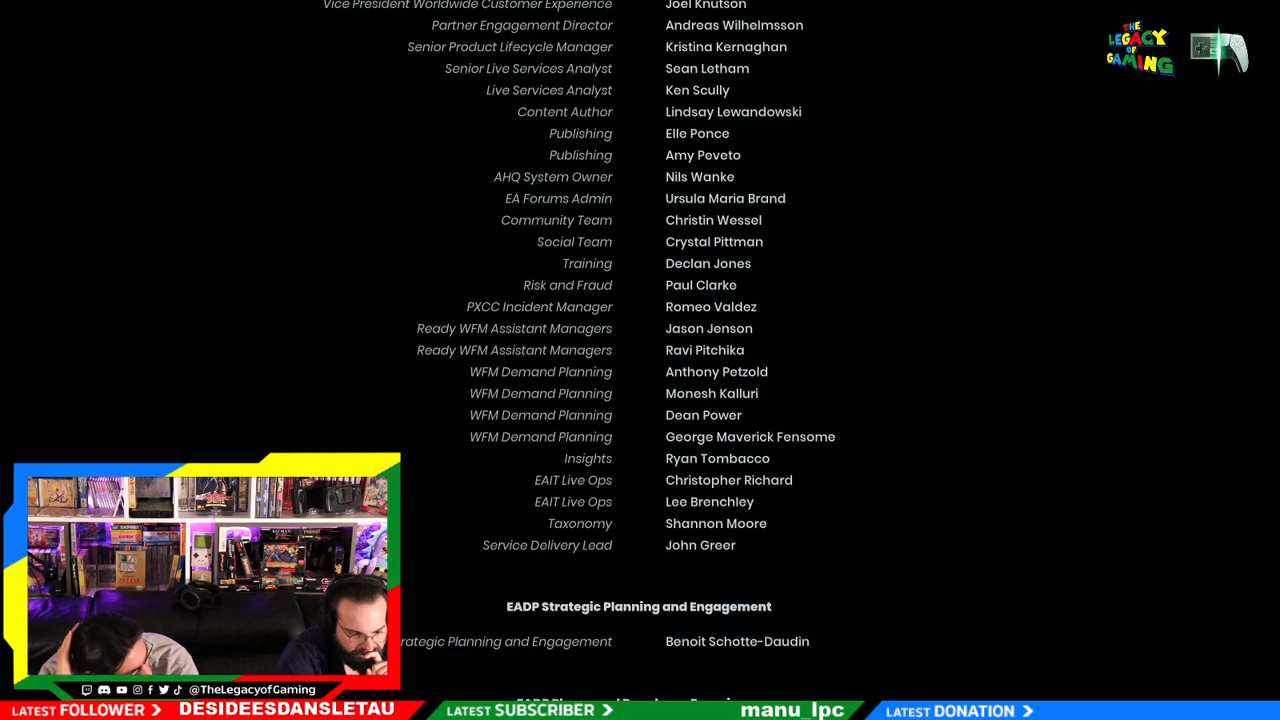 Vice President Worldwide Customer Experience Joel Knutson
Partner Engagement Director Andreas Wilhelmsson
Senior Product Lifecycle Manager Kristina Kernaghan
Senior Live Services Analyst Sean Letham
Live Services Analyst Ken Scully
Content Author Lindsay Lewandowski
Publishing Elle Ponce
Publishing Amy Peveto
AHQ System Owner Nils Wanke
EA Forums Admin Ursula Maria Brand
Community Team Christin Wessel
Social Team Crystal Pittman
Training Declan Jones
Risk and Fraud Paul Clarke
PXCC Incident Manager Romeo Valdez
Ready WFM Assistant Managers Jason Jenson
Ready WFM Assistant Managers Ravi Pitchika
WFM Demand Planning Anthony Petzold
WFM Demand Planning Monesh Kalluri
WFM Demand Planning Dean Power
WFM Demand Planning George Maverick Fensome
Insights Ryan Tombacco
EAIT Live Ops Christopher Richard
EAIT Live Ops Lee Brenchley
Taxonomy Shannon Moore
Service Delivery Lead John Greer
EADP Strategic Planning and Engagement
rategic Planning and Engagement Benoit Schotte-Daudin
THE
LEGACY
OF
GAMING
@TheLegacyofGaming
LATEST FOLLOWER > DESIDEESDANSLETAU
LATEST SUBSCRIBER > manu_lpc
LATEST DONATION >